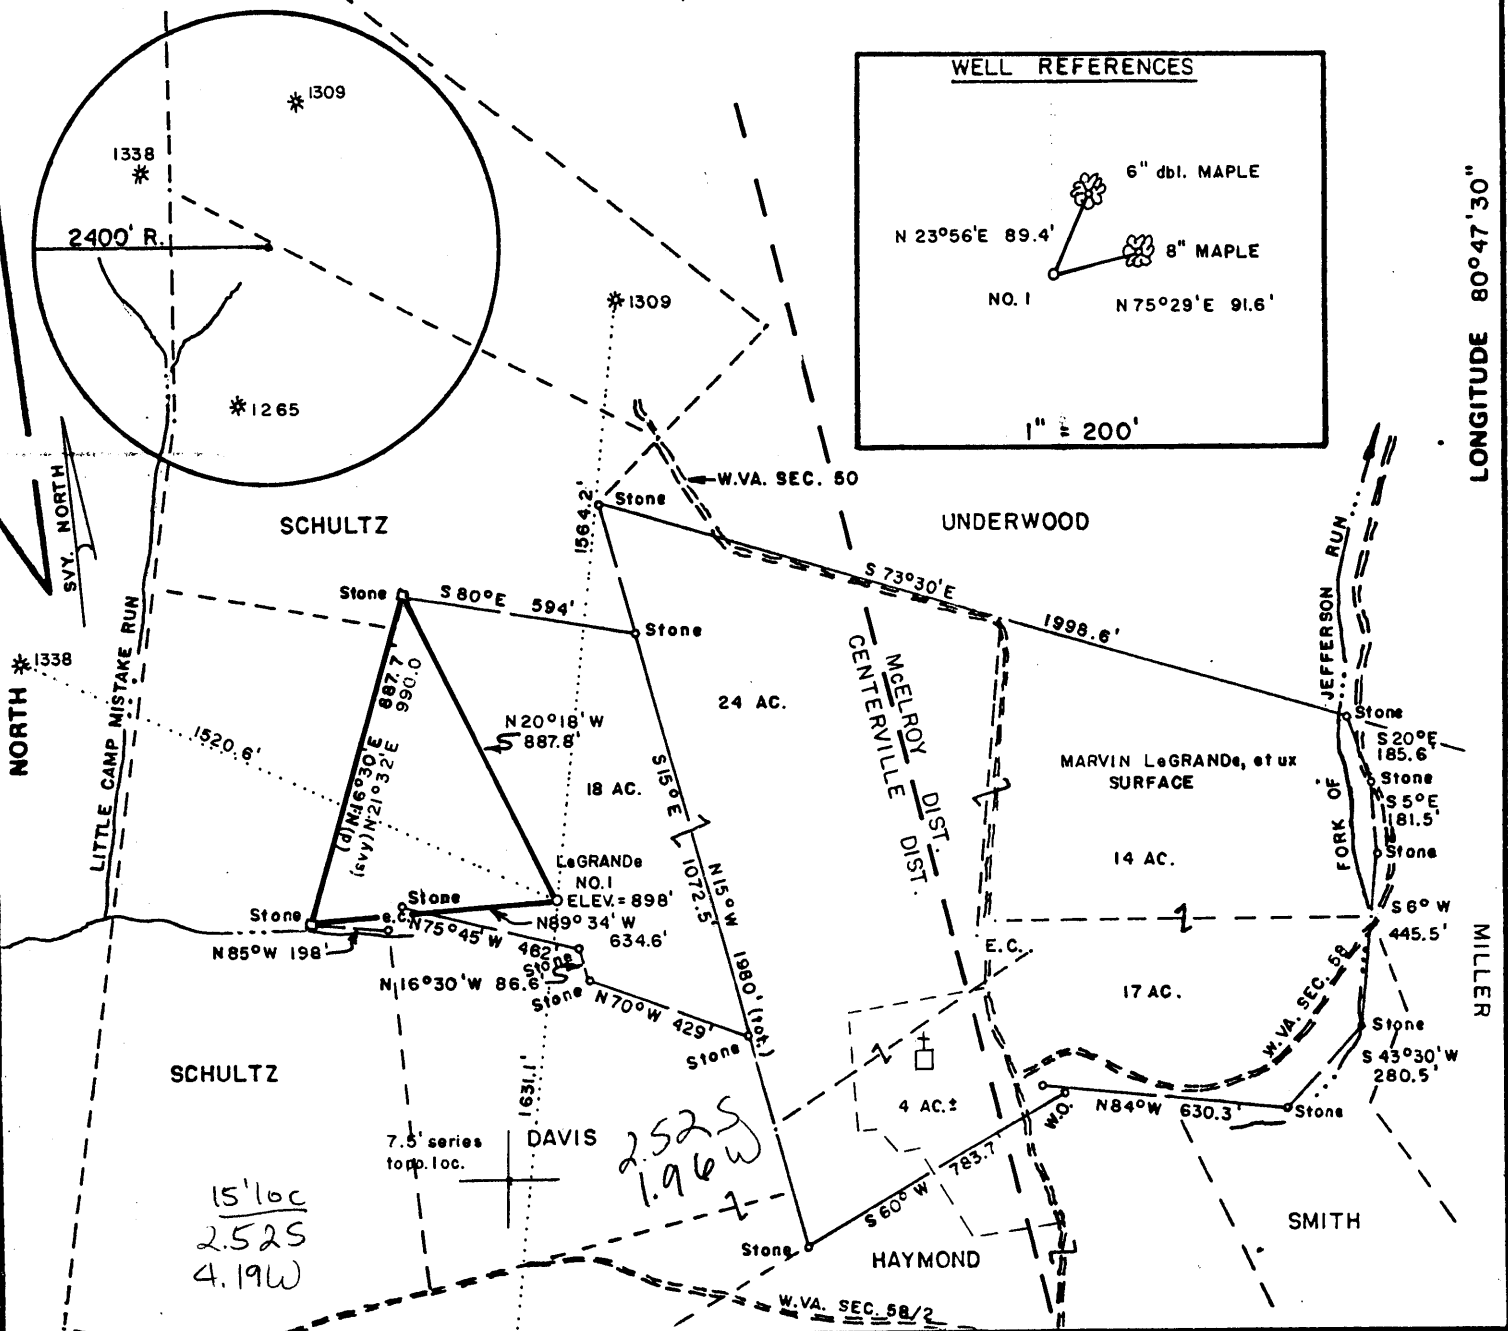 1309
1338
2400' R.
1265
WELL REFERENCES
6" dbl. MAPLE
N 23°56'E 89.4'
8" MAPLE
NO. 1
N 75°29'E 91.6'
1" = 200'
LONGITUDE 80°47'30"
1309
SVY. NORTH
NORTH
1338
LITTLE CAMP MISTAKE RUN
SCHULTZ
1564.2'
Stone
W.VA. SEC. 50
UNDERWOOD
S 73°30'E
1998.6'
JEFFERSON RUN
FORK OF
Stone
S 80°E 594'
Stone
McELROY DIST.
CENTERVILLE DIST.
24 AC.
(d) N16°30'E 887.7
(svy) N21°32'E 990.0
N 20°18' W
887.8'
1520.6'
18 AC.
S 15° E
N 15° W
1072.5'
1980' (tot.)
MARVIN LeGRANDe, et ux
SURFACE
14 AC.
Stone
S 20°E
185.6'
Stone
S 5°E
181.5'
Stone
S 6° W
445.5'
LeGRANDe
NO. 1
ELEV. = 898'
Stone
Stone
e.c.
N89°34' W
634.6'
N75°45' W 462'
N85°W 198'
Stone
N 16°30'W 86.6'
Stone
N 70°W 429'
Stone
E.C.
17 AC.
W.VA. SEC. 58
MILLER
Stone
S 43°30'W
280.5'
N84°W 630.3'
Stone
W.O.
4 AC.±
783.7'
S 60° W
SCHULTZ
1631.1'
7.5' series
topo. loc.
DAVIS
2.52S
1.96W
15' loc
2.52S
4.19W
Stone
HAYMOND
SMITH
W.VA. SEC. 58/2